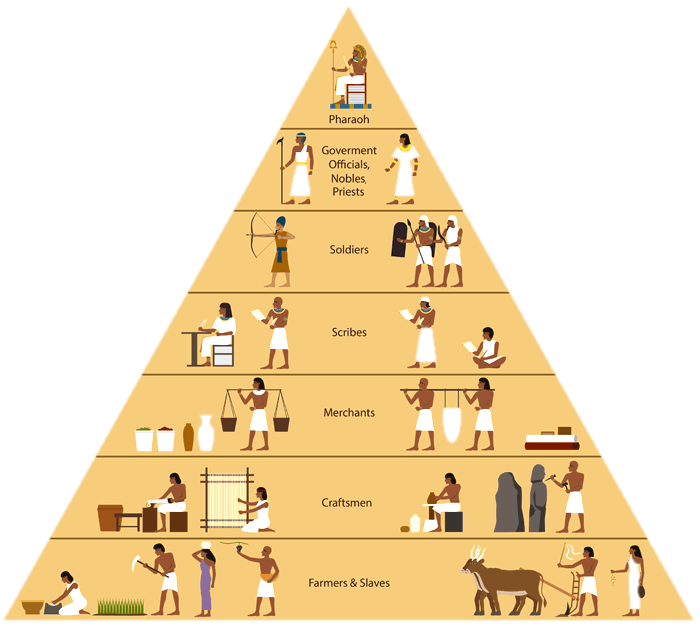 Pharaoh
Goverment
Officials,
Nobles,
Priests
Soldiers
Scribes
Merchants
Craftsmen
Farmers & Slaves